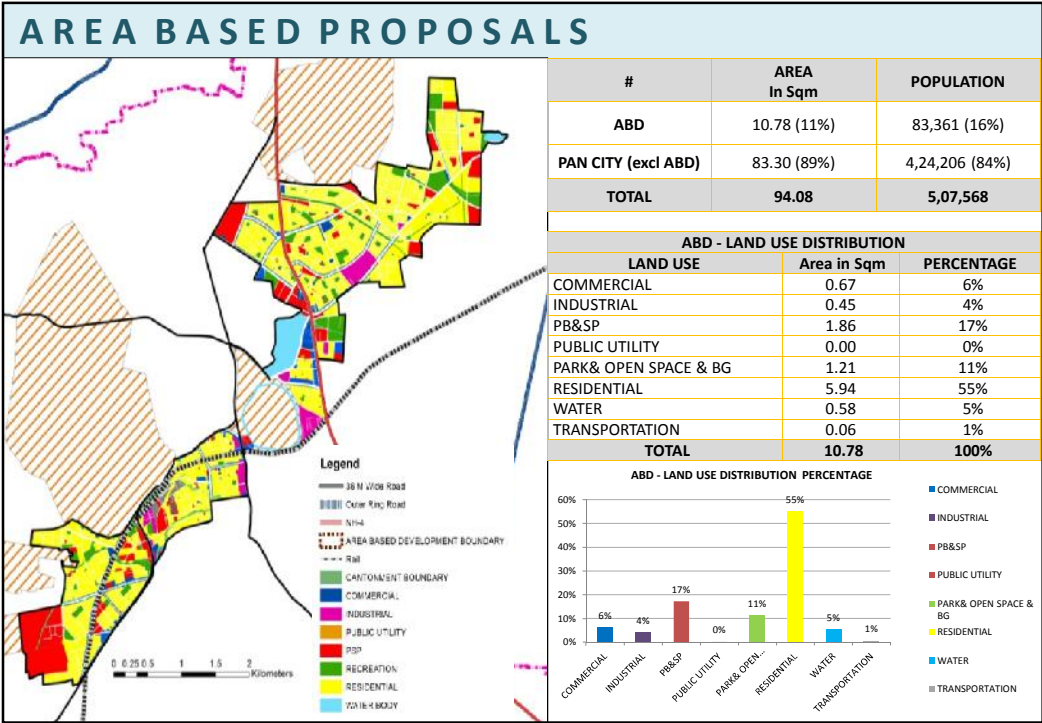 AREA BASED PROPOSALS
# AREA In Sqm POPULATION
ABD 10.78 (11%) 83,361 (16%)
PAN CITY (excl ABD) 83.30 (89%) 4,24,206 (84%)
TOTAL 94.08 5,07,568
ABD - LAND USE DISTRIBUTION
LAND USE Area in Sqm PERCENTAGE
COMMERCIAL 0.67 6%
INDUSTRIAL 0.45 4%
PB&SP 1.86 17%
PUBLIC UTILITY 0.00 0%
PARK& OPEN SPACE & BG 1.21 11%
RESIDENTIAL 5.94 55%
WATER 0.58 5%
TRANSPORTATION 0.06 1%
TOTAL 10.78 100%
Legend
36 M Wide Road
Outer Ring Road
NH-4
AREA BASED DEVELOPMENT BOUNDARY
Rail
CANTONMENT BOUNDARY
COMMERCIAL
INDUSTRIAL
PUBLIC UTILITY
PSP
RECREATION
RESIDENTIAL
WATER BODY
0 0.25 0.5 1 1.5 2
Kilometers
ABD - LAND USE DISTRIBUTION PERCENTAGE
60%
50%
40%
30%
20%
10%
0%
6%
4%
17%
0%
11%
55%
5%
1%
COMMERCIAL
INDUSTRIAL
PB&SP
PUBLIC UTILITY
PARK& OPEN...
RESIDENTIAL
WATER
TRANSPORTATION
COMMERCIAL
INDUSTRIAL
PB&SP
PUBLIC UTILITY
PARK& OPEN SPACE &
BG
RESIDENTIAL
WATER
TRANSPORTATION